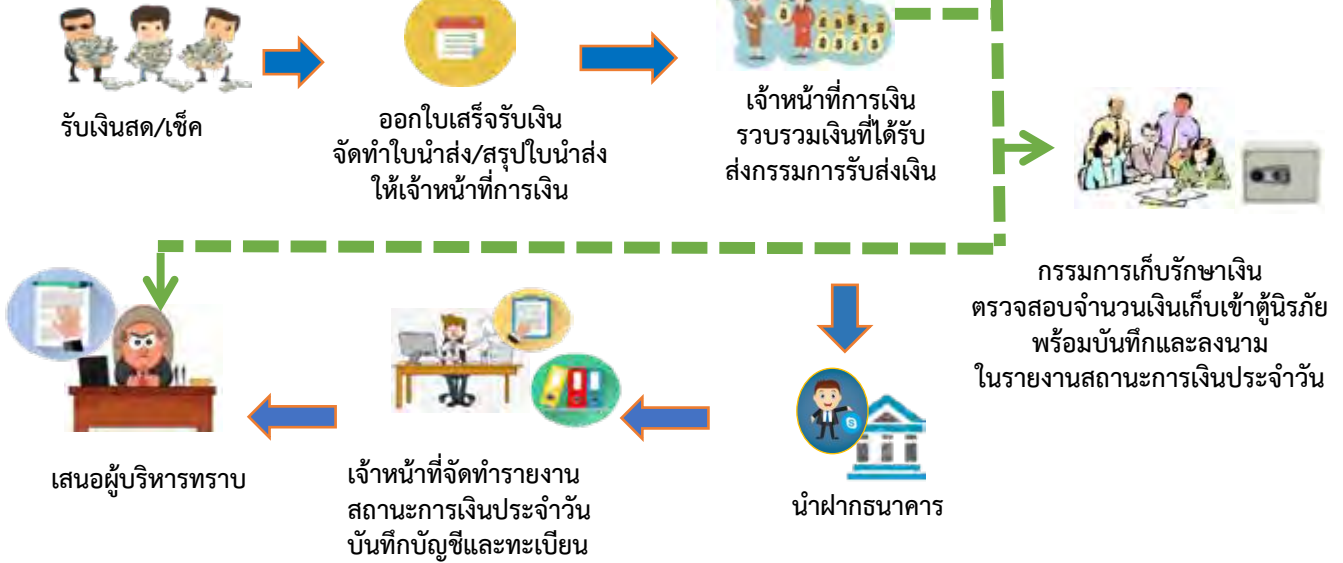 รับเงินสด/เช็ค
ออกใบเสร็จรับเงิน
จัดทำใบนำส่ง/สรุปใบนำส่ง
ให้เจ้าหน้าที่การเงิน
เจ้าหน้าที่การเงิน
รวบรวมเงินที่ได้รับ
ส่งกรรมการรับส่งเงิน
กรรมการเก็บรักษาเงิน
ตรวจสอบจำนวนเงินเก็บเข้าตู้นิรภัย
พร้อมบันทึกและลงนาม
ในรายงานสถานะการเงินประจำวัน
นำฝากธนาคาร
เจ้าหน้าที่จัดทำรายงาน
สถานะการเงินประจำวัน
บันทึกบัญชีและทะเบียน
เสนอผู้บริหารทราบ